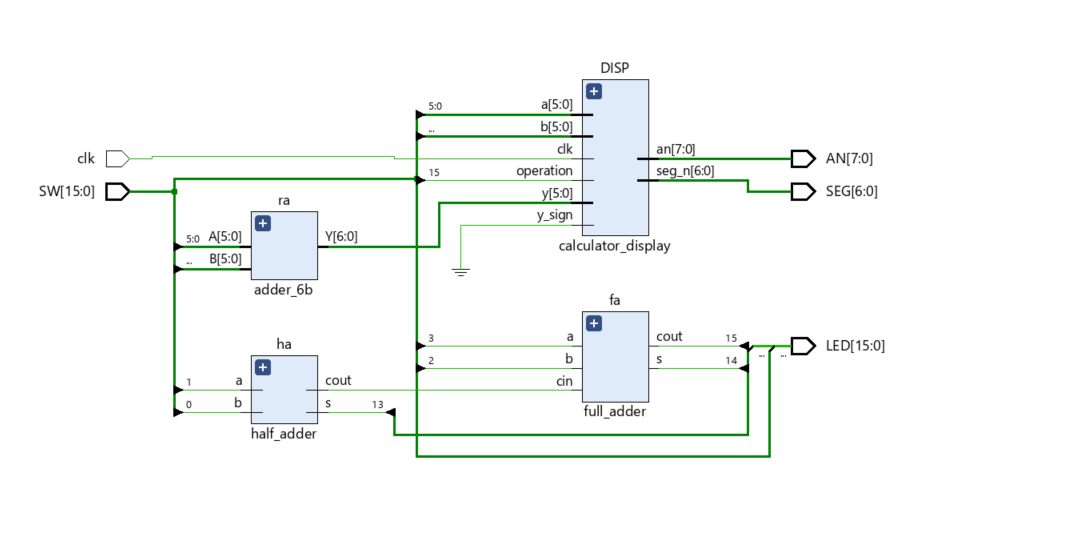 DISP
5:0 a[5:0]
... b[5:0]
clk clk an[7:0] AN[7:0]
15 operation seg_n[6:0]
SW[15:0] SEG[6:0]
ra y[5:0]
y_sign
5:0 A[5:0] Y[6:0]
calculator_display
... B[5:0]
adder_6b
fa
ha 3 a cout 15 LED[15:0]
... ...
2 b s 14
1 a cout cin
0 b s 13 full_adder
half_adder